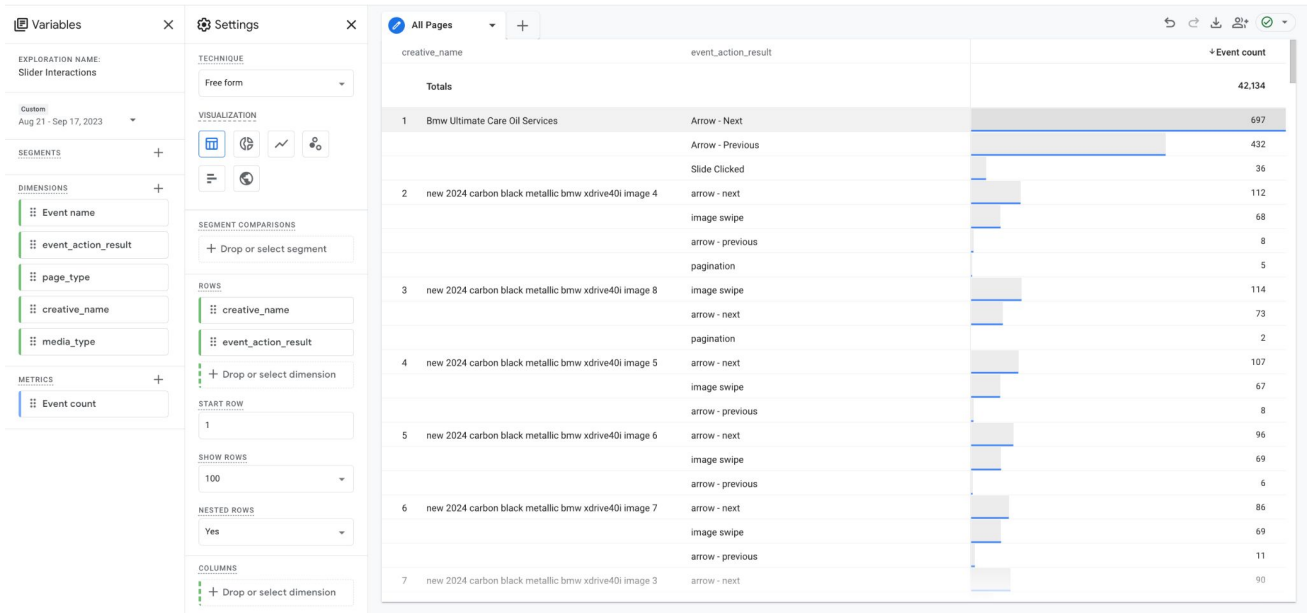 Variables
EXPLORATION NAME:
Slider Interactions
Custom
Aug 21 - Sep 17, 2023
SEGMENTS
DIMENSIONS
Event name
event_action_result
page_type
creative_name
media_type
METRICS
Event count
Settings
TECHNIQUE
Free form
VISUALIZATION
SEGMENT COMPARISONS
+ Drop or select segment
ROWS
creative_name
event_action_result
+ Drop or select dimension
START ROW
1
SHOW ROWS
100
NESTED ROWS
Yes
COLUMNS
+ Drop or select dimension
All Pages
creative_name event_action_result ↓Event count
Totals 42,134
1 Bmw Ultimate Care Oil Services Arrow - Next 697
Arrow - Previous 432
Slide Clicked 36
2 new 2024 carbon black metallic bmw xdrive40i image 4 arrow - next 112
image swipe 68
arrow - previous 8
pagination 5
3 new 2024 carbon black metallic bmw xdrive40i image 8 image swipe 114
arrow - next 73
pagination 2
4 new 2024 carbon black metallic bmw xdrive40i image 5 arrow - next 107
image swipe 67
arrow - previous 8
5 new 2024 carbon black metallic bmw xdrive40i image 6 arrow - next 96
image swipe 69
arrow - previous 6
6 new 2024 carbon black metallic bmw xdrive40i image 7 arrow - next 86
image swipe 69
arrow - previous 11
7 new 2024 carbon black metallic bmw xdrive40i image 3 arrow - next 90